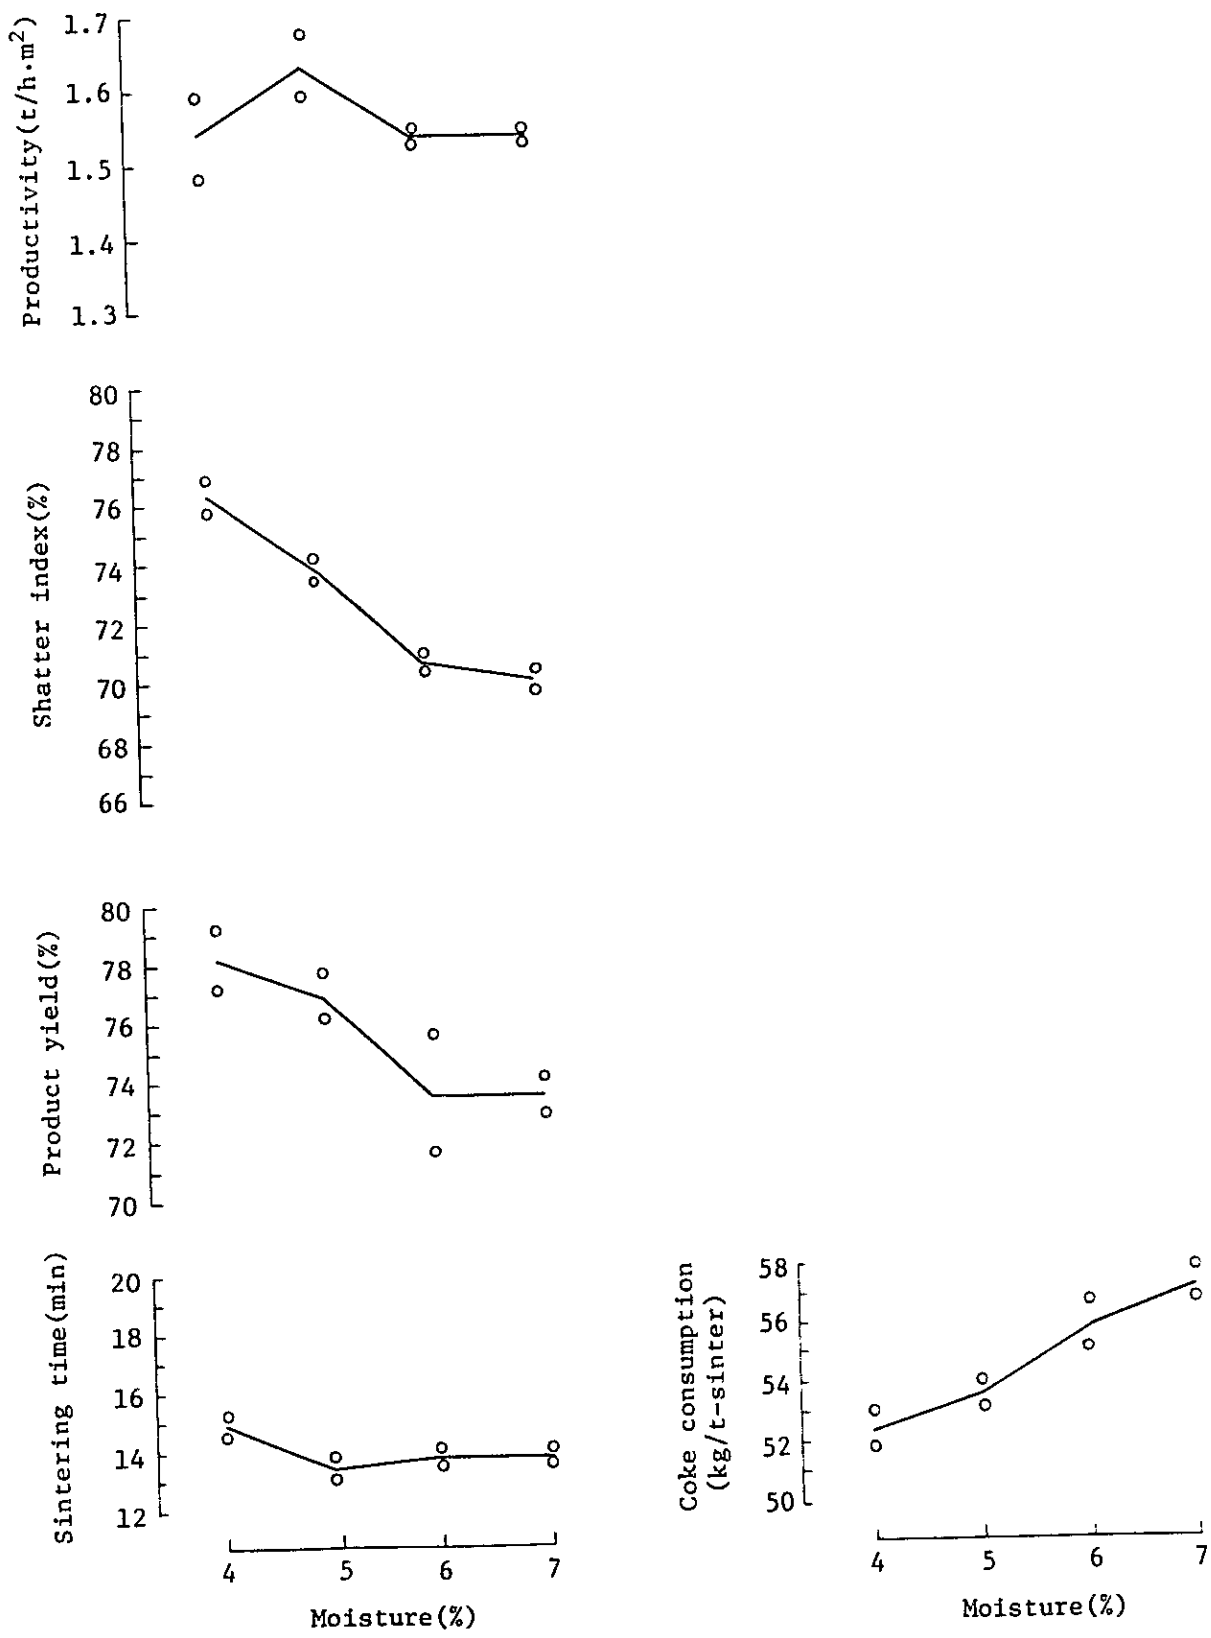 Productivity(t/h·m²)
1.7
1.6
1.5
1.4
1.3
Shatter index(%)
80
78
76
74
72
70
68
66
Product yield(%)
80
78
76
74
72
70
Sintering time(min)
20
18
16
14
12
4 5 6 7
Moisture(%)
Coke consumption
(kg/t-sinter)
58
56
54
52
50
4 5 6 7
Moisture(%)